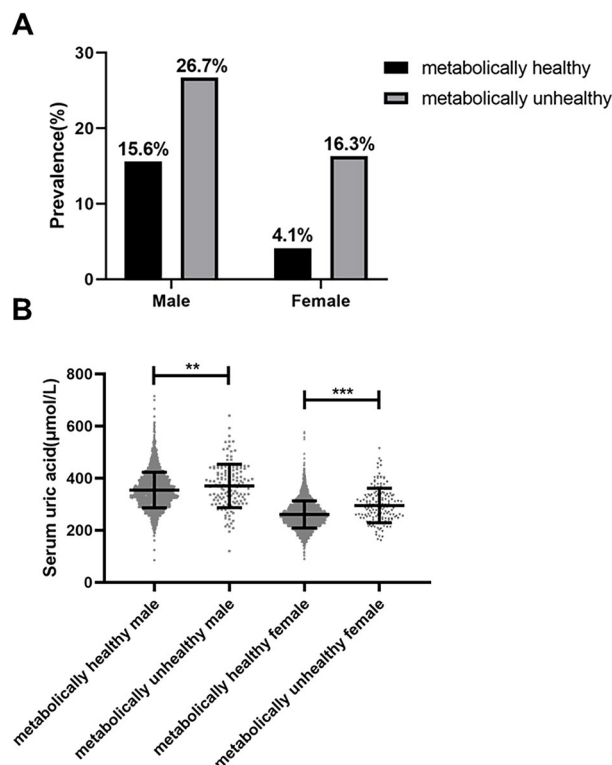 A
30
20
10
0
Prevalence(%)
15.6%
26.7%
4.1%
16.3%
Male
Female
metabolically healthy
metabolically unhealthy
B
800
600
400
200
0
Serum uric acid(μmol/L)
**
***
metabolically healthy male
metabolically unhealthy male
metabolically healthy female
metabolically unhealthy female